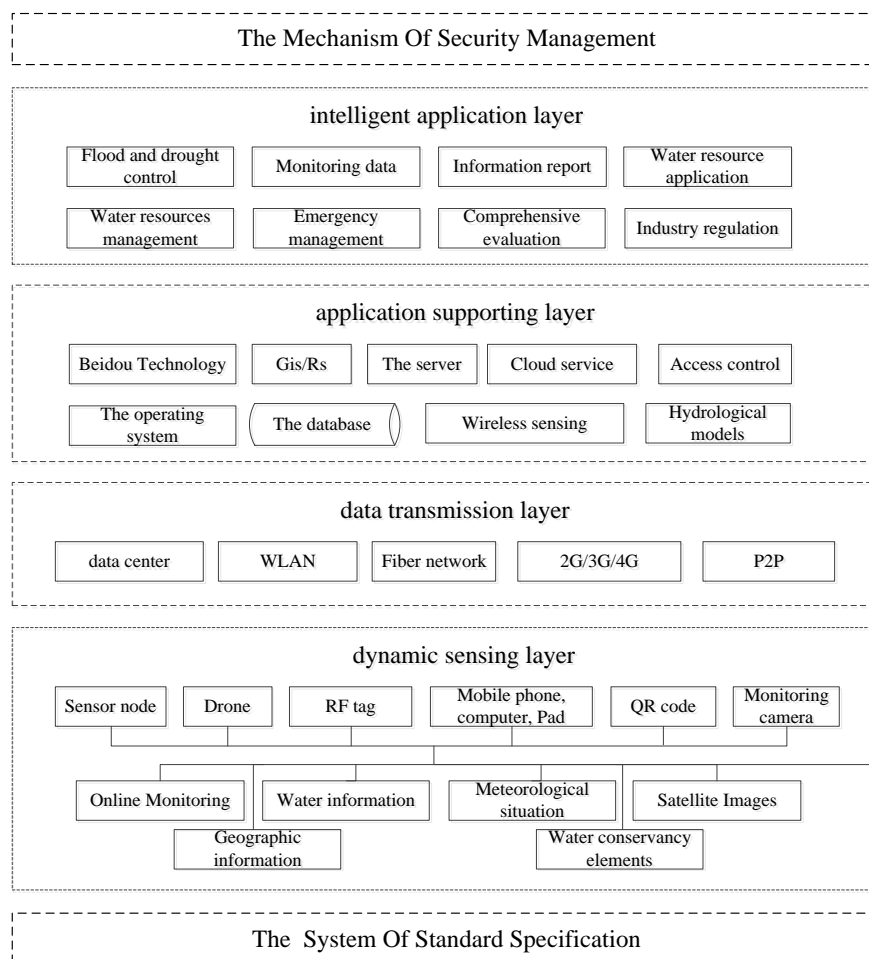 The Mechanism Of Security Management
intelligent application layer
Flood and drought
control
Monitoring data
Information report
Water resource
application
Water resources
management
Emergency
management
Comprehensive
evaluation
Industry regulation
application supporting layer
Beidou Technology
Gis/Rs
The server
Cloud service
Access control
The operating
system
The database
Wireless sensing
Hydrological
models
data transmission layer
data center
WLAN
Fiber network
2G/3G/4G
P2P
dynamic sensing layer
Sensor node
Drone
RF tag
Mobile phone,
computer, Pad
QR code
Monitoring
camera
Online Monitoring
Water information
Meteorological
situation
Satellite Images
Geographic
information
Water conservancy
elements
The System Of Standard Specification